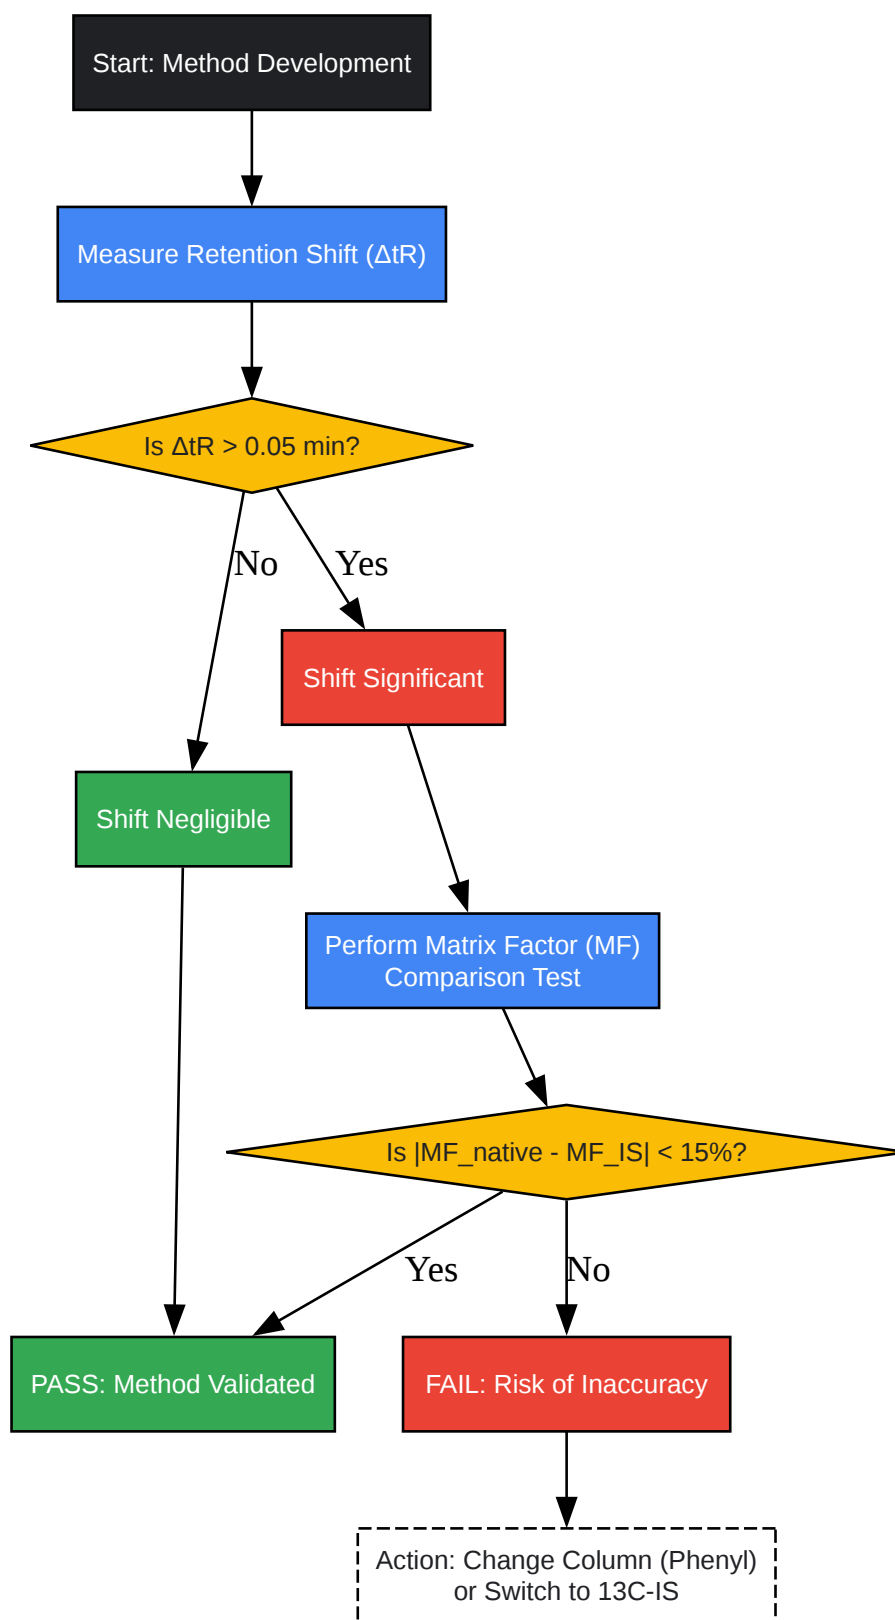 Start: Method Development
Measure Retention Shift (ΔtR)
Is ΔtR > 0.05 min?
No
Yes
Shift Significant
Shift Negligible
Perform Matrix Factor (MF)
Comparison Test
Is |MF_native - MF_IS| < 15%?
Yes
No
PASS: Method Validated
FAIL: Risk of Inaccuracy
Action: Change Column (Phenyl)
or Switch to 13C-IS